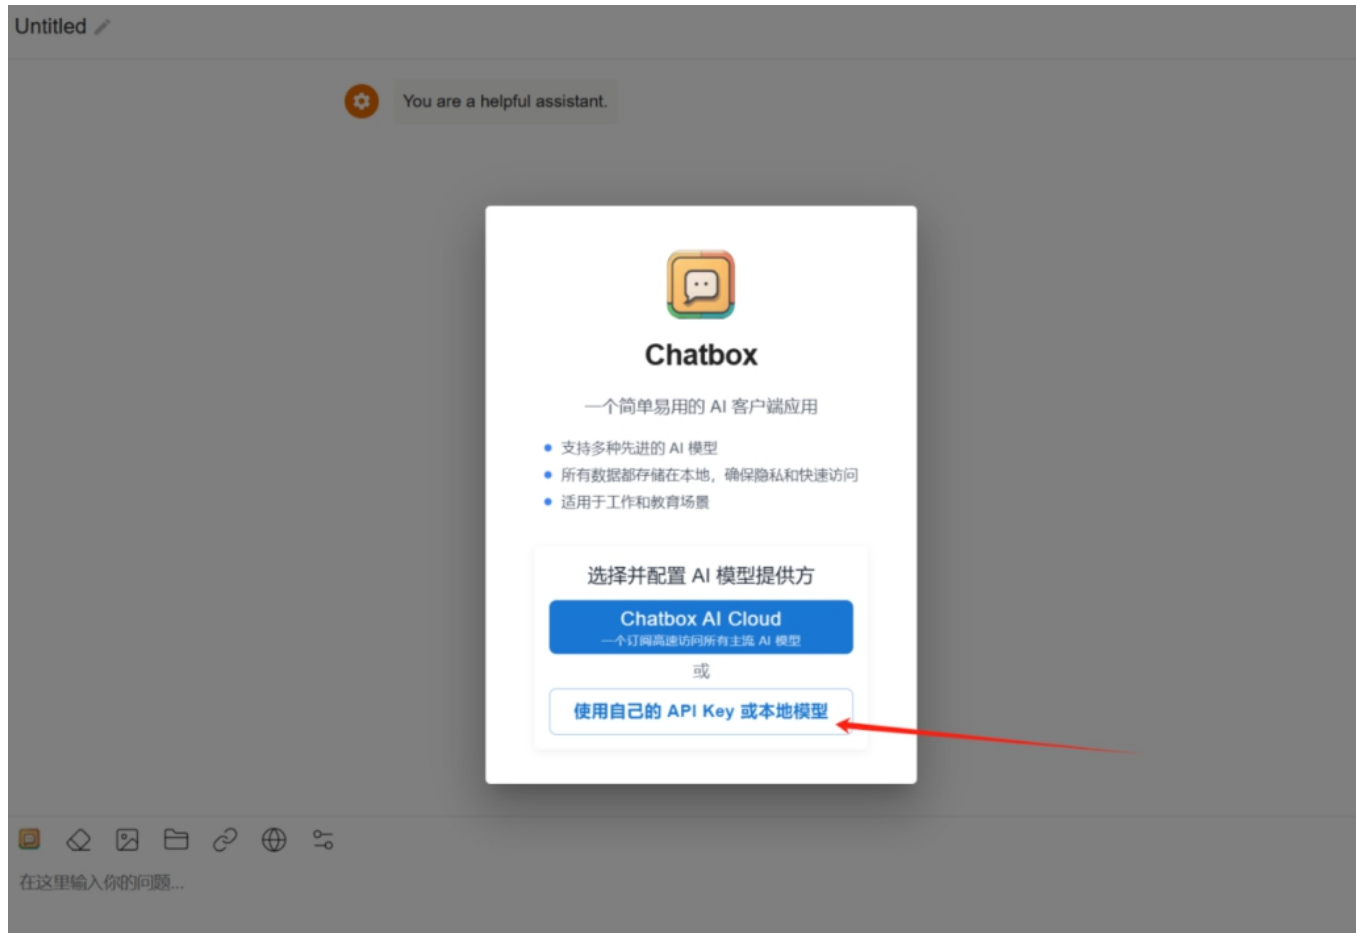 Untitled
You are a helpful assistant.
Chatbox
一个简单易用的 AI 客户端应用
支持多种先进的 AI 模型
所有数据都存储在本地，确保隐私和快速访问
适用于工作和教育场景
选择并配置 AI 模型提供方
Chatbox AI Cloud
一个订阅高速访问所有主流 AI 模型
或
使用自己的 API Key 或本地模型
在这里输入你的问题...